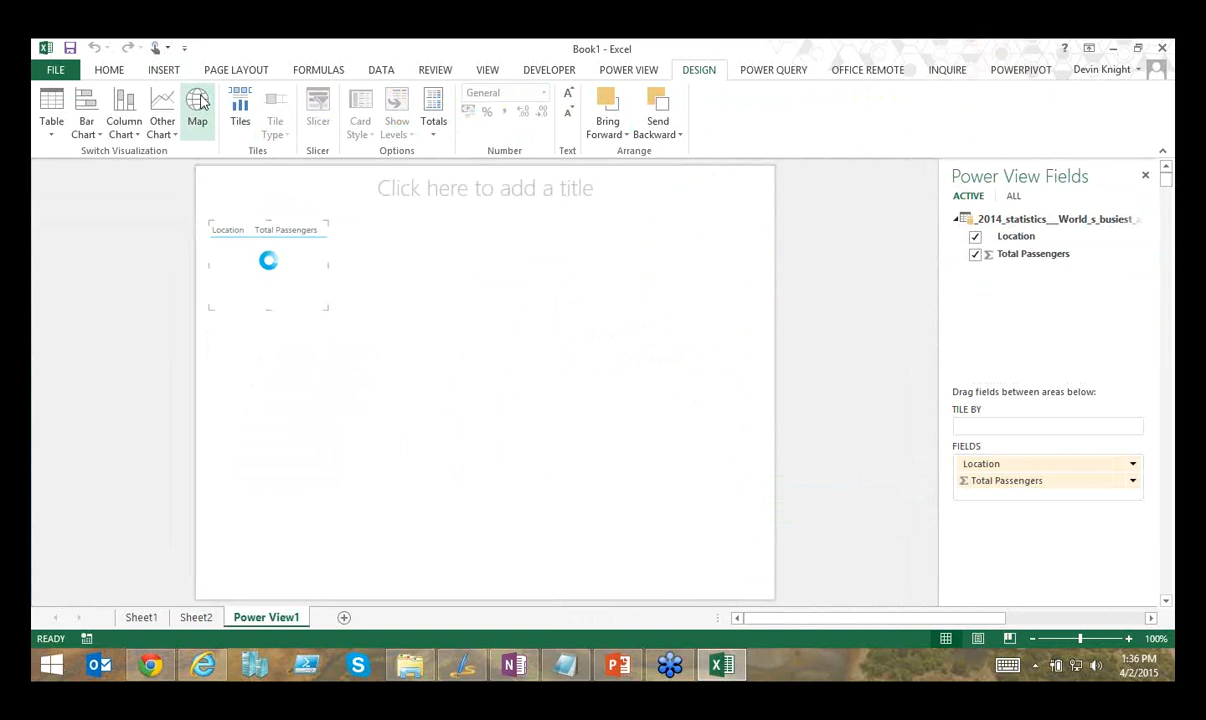 Book1 - Excel
FILE HOME INSERT PAGE LAYOUT FORMULAS DATA REVIEW VIEW DEVELOPER POWER VIEW DESIGN POWER QUERY OFFICE REMOTE INQUIRE POWERPIVOT Devin Knight
Table Bar Chart Column Chart Other Chart Map Tiles Tile Type Slicer Card Style Show Levels Totals General % Bring Forward Send Backward
Switch Visualization Tiles Slicer Options Number Text Arrange
Click here to add a title
Location Total Passengers
Power View Fields
ACTIVE ALL
_2014_statistics__World_s_busiest_a
Location
Σ Total Passengers
Drag fields between areas below:
TILE BY
FIELDS
Location
Σ Total Passengers
Sheet1 Sheet2 Power View1
READY 100%
1:36 PM
4/2/2015